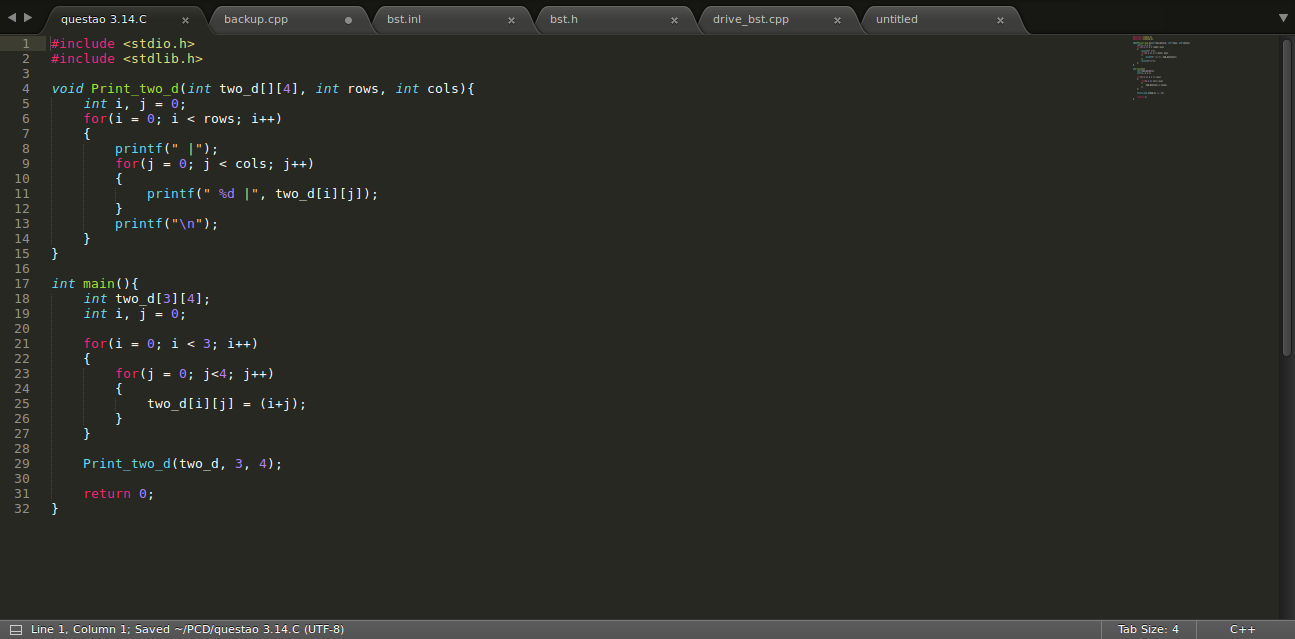 questao 3.14.C × backup.cpp bst.inl × bst.h × drive_bst.cpp × untitled ×
1 #include <stdio.h>
2 #include <stdlib.h>
3
4 void Print_two_d(int two_d[][4], int rows, int cols){
5     int i, j = 0;
6     for(i = 0; i < rows; i++)
7     {
8         printf(" |");
9         for(j = 0; j < cols; j++)
10         {
11             printf(" %d |", two_d[i][j]);
12         }
13         printf("\n");
14     }
15 }
16
17 int main(){
18     int two_d[3][4];
19     int i, j = 0;
20
21     for(i = 0; i < 3; i++)
22     {
23         for(j = 0; j<4; j++)
24         {
25             two_d[i][j] = (i+j);
26         }
27     }
28
29     Print_two_d(two_d, 3, 4);
30
31     return 0;
32 }
Line 1, Column 1; Saved ~/PCD/questao 3.14.C (UTF-8) Tab Size: 4 C++